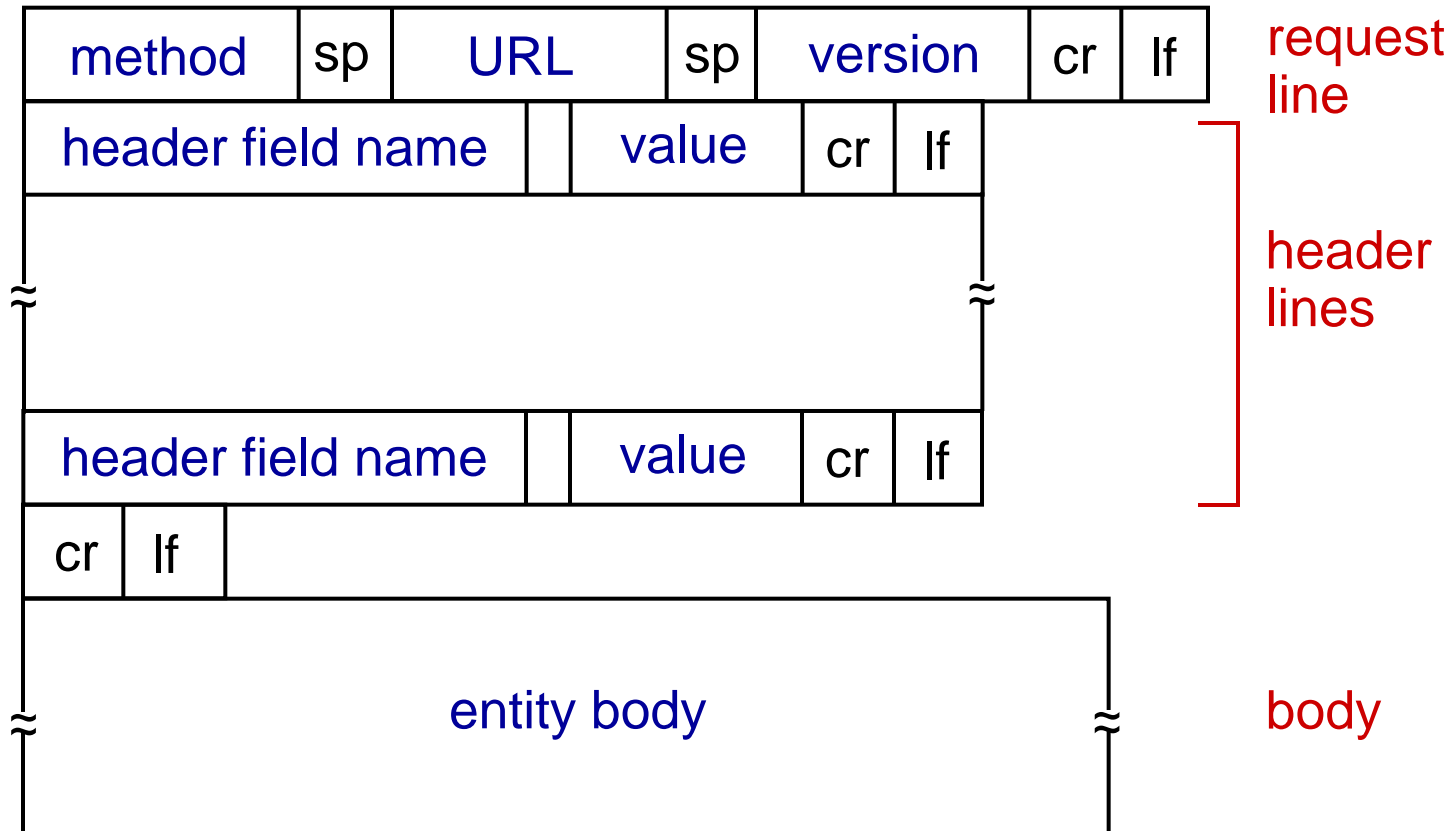 method sp URL sp version cr lf request
line
header field name value cr lf
header
lines
≈ ≈
header field name value cr lf
cr lf
≈ entity body ≈ body